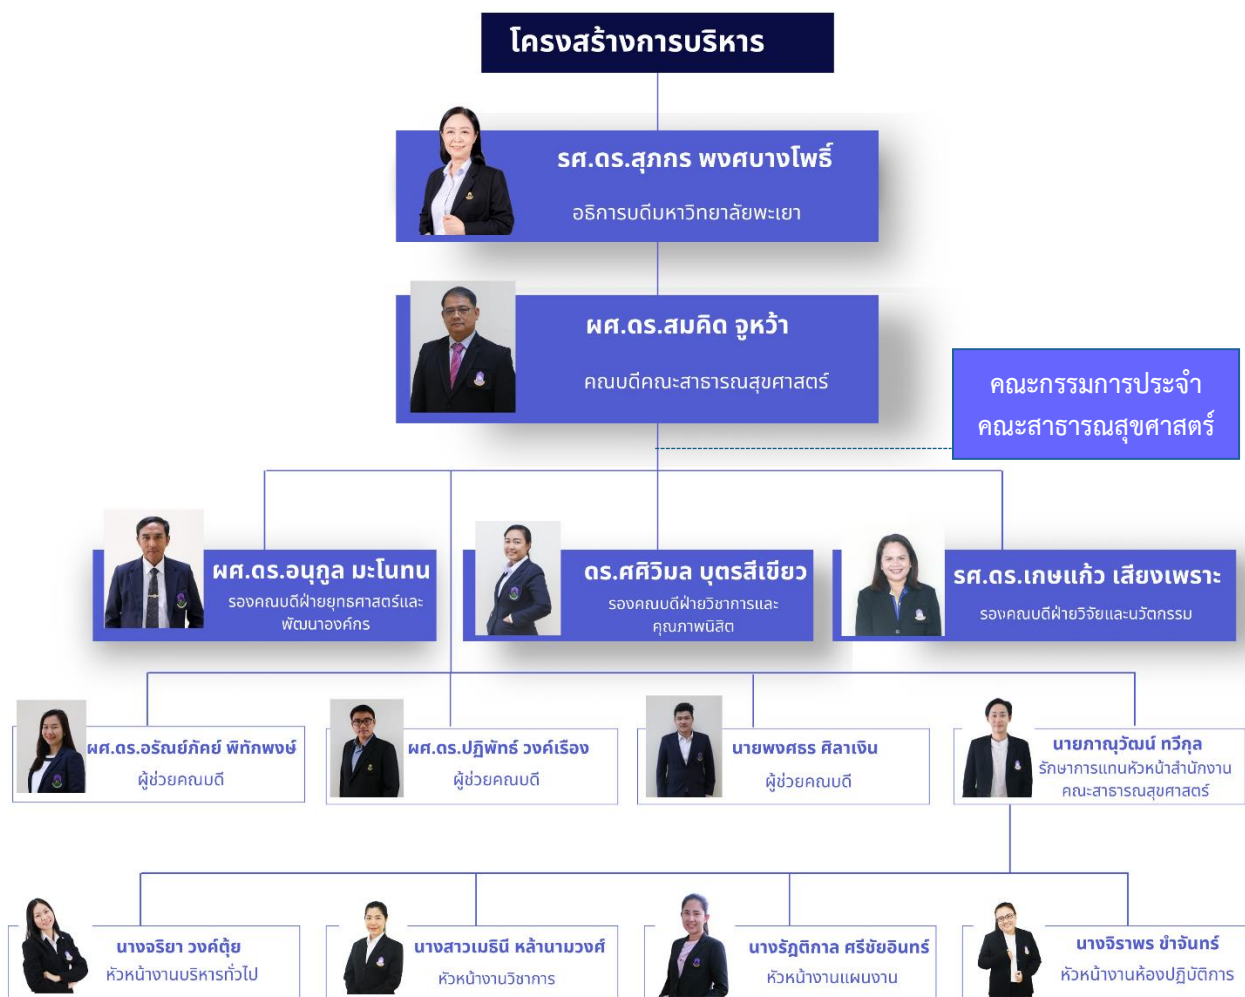 โครงสร้างการบริหาร
รศ.ดร.สุภกร พงศบางโพธิ์
อธิการบดีมหาวิทยาลัยพะเยา
ผศ.ดร.สมคิด จูหว้า
คณบดีคณะสาธารณสุขศาสตร์
คณะกรรมการประจำ
คณะสาธารณสุขศาสตร์
ผศ.ดร.อนุกูล มะโนทน
รองคณบดีฝ่ายยุทธศาสตร์และ
พัฒนาองค์กร
ดร.ศศิวิมล บุตรสีเขียว
รองคณบดีฝ่ายวิชาการและ
คุณภาพนิสิต
รศ.ดร.เกษแก้ว เสียงเพราะ
รองคณบดีฝ่ายวิจัยและนวัตกรรม
ผศ.ดร.อรัณย์ภัคย์ พิทักพงษ์
ผู้ช่วยคณบดี
ผศ.ดร.ปฏิพัทธ์ วงค์เรือง
ผู้ช่วยคณบดี
นายพงศธร ศิลาเงิน
ผู้ช่วยคณบดี
นายภาณุวัฒน์ ทวีกุล
รักษาการแทนหัวหน้าสำนักงาน
คณะสาธารณสุขศาสตร์
นางจริยา วงค์ตุ้ย
หัวหน้างานบริหารทั่วไป
นางสาวเมธินี หล้านามวงศ์
หัวหน้างานวิชาการ
นางรัฎติกาล ศรีชัยอินทร์
หัวหน้างานแผนงาน
นางจิราพร ขำจันทร์
หัวหน้างานห้องปฏิบัติการ